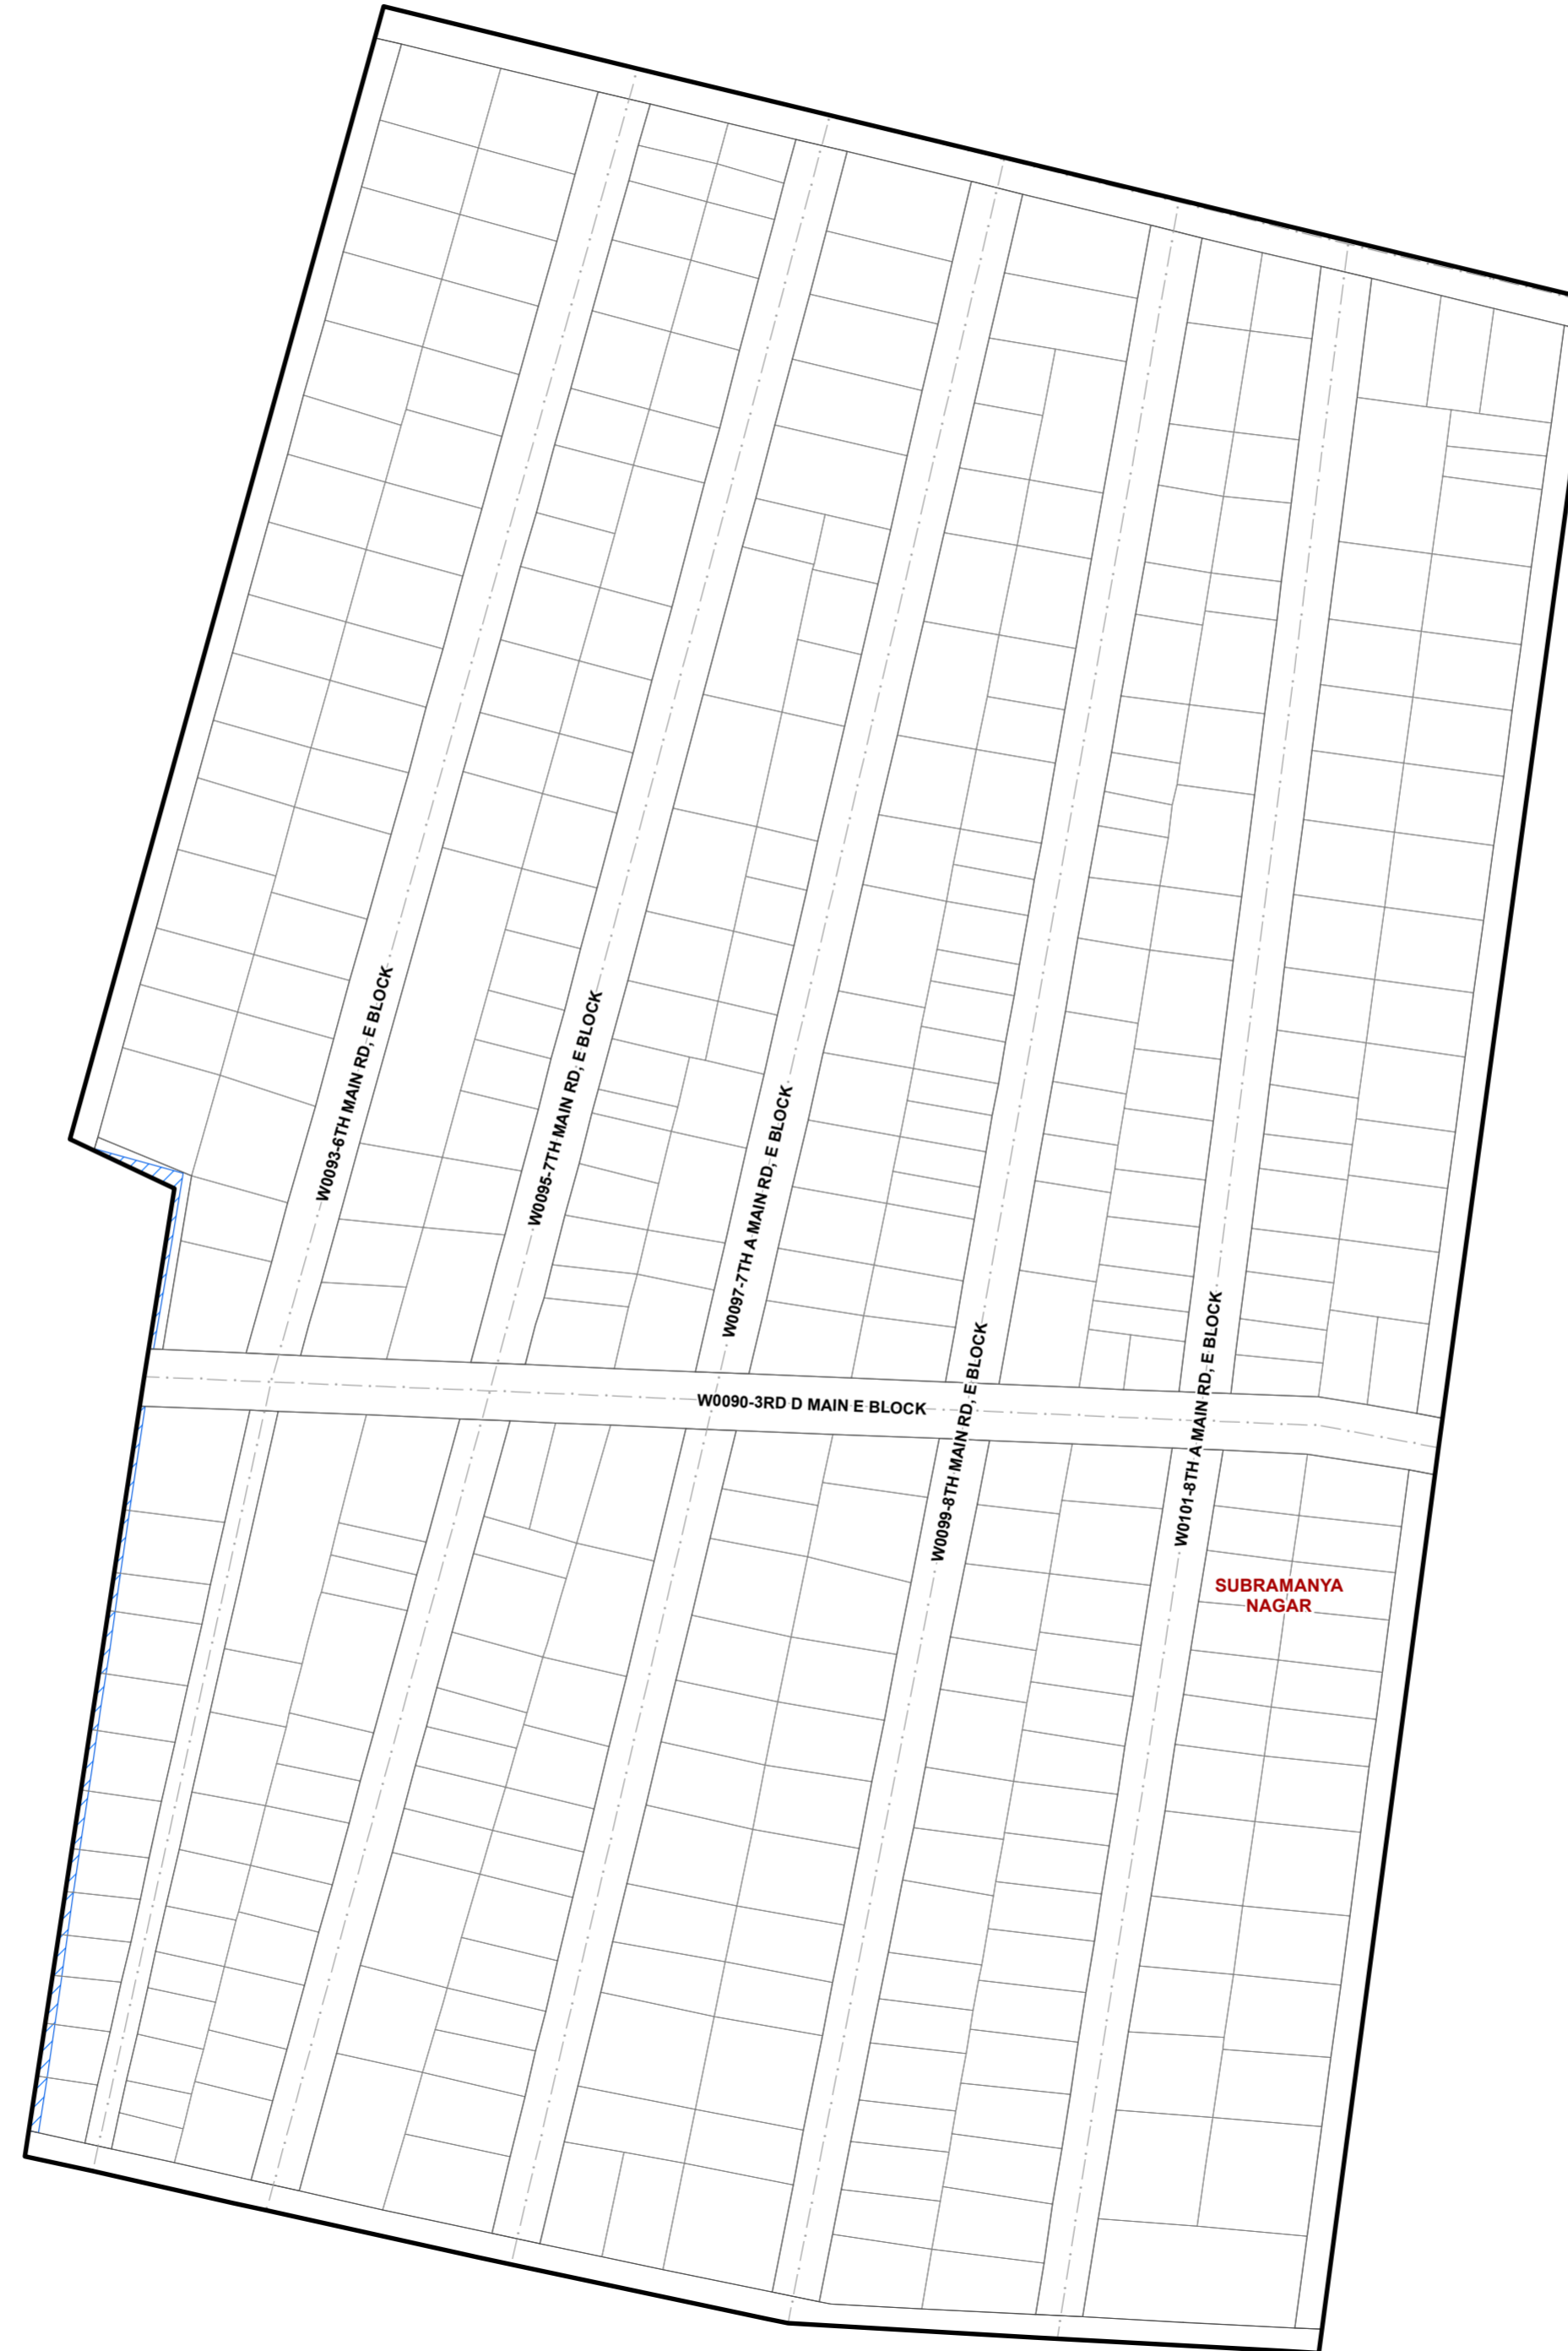 W0093-6TH MAIN RD, E BLOCK
W0095-7TH MAIN RD, E BLOCK
W0097-7TH A MAIN RD, E BLOCK
W0099-8TH MAIN RD, E BLOCK
W0101-8TH A MAIN RD, E BLOCK
W0090-3RD D MAIN E BLOCK
SUBRAMANYA
NAGAR